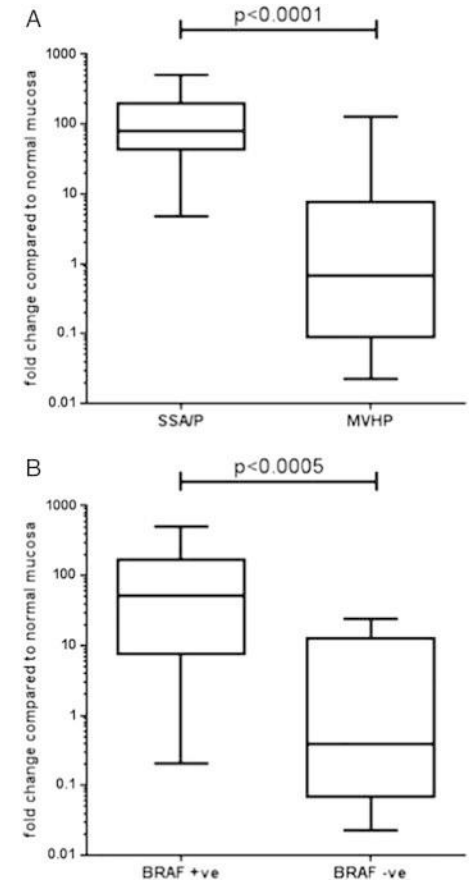 A
p<0.0001
fold change compared to normal mucosa
1000
100
10
1
0.1
0.01
SSA/P
MVHP
B
p<0.0005
fold change compared to normal mucosa
1000
100
10
1
0.1
0.01
BRAF +ve
BRAF -ve